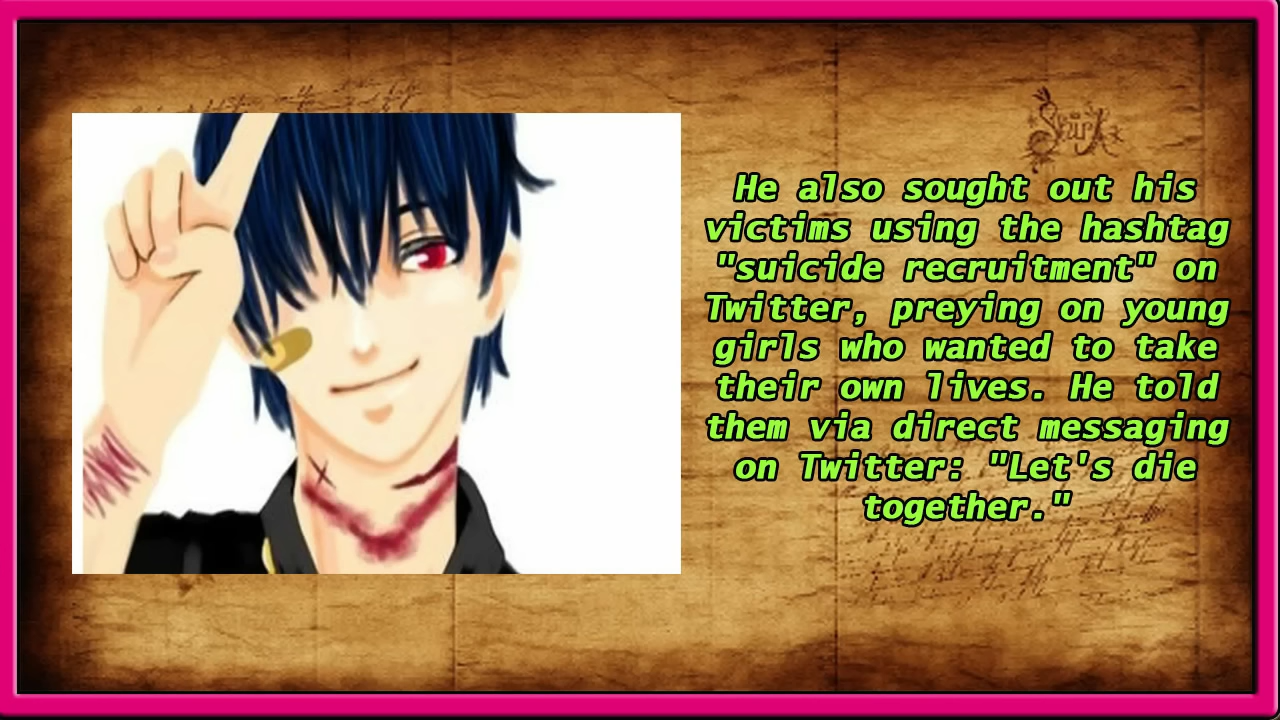 He also sought out his
victims using the hashtag
"suicide recruitment" on
Twitter, preying on young
girls who wanted to take
their own lives. He told
them via direct messaging
on Twitter: "Let's die
together."